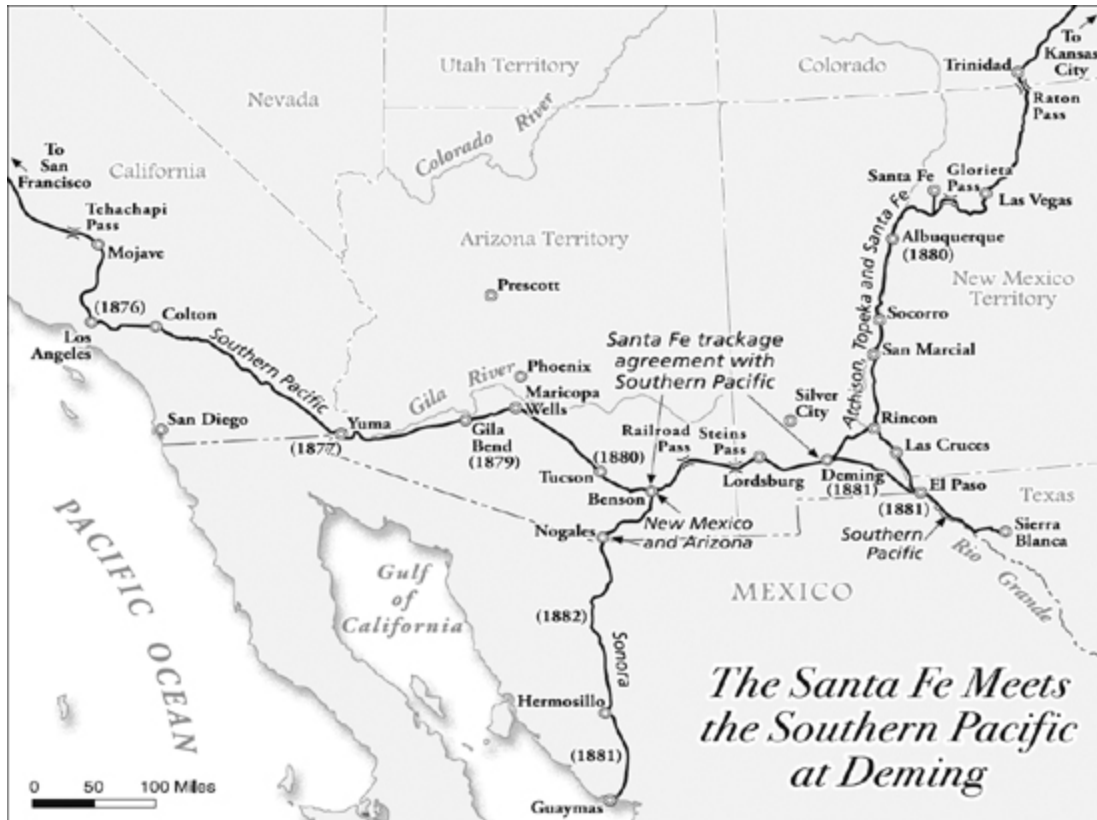 To
Kansas
City
Utah Territory
Colorado
Trinidad
Raton
Pass
Nevada
Colorado River
To
San
Francisco
California
Tehachapi
Pass
Mojave
Santa Fe
Glorieta
Pass
Las Vegas
Arizona Territory
Albuquerque
(1880)
Atchison, Topeka and Santa Fe
New Mexico
Territory
Prescott
(1876)
Colton
Los
Angeles
Southern Pacific
Socorro
Santa Fe trackage
agreement with
Southern Pacific
San Marcial
Phoenix
Gila River
Maricopa
Wells
Silver
City
San Diego
Yuma
(1877)
Gila
Bend
(1879)
Railroad
Pass
Steins
Pass
Rincon
Las Cruces
(1880)
Tucson
Benson
Lordsburg
Deming
(1881)
El Paso
(1881)
Texas
Nogales
New Mexico
and Arizona
Southern
Pacific
Sierra
Blanca
Rio Grande
PACIFIC OCEAN
Gulf
of
California
MEXICO
(1882)
Sonora
Hermosillo
(1881)
Guaymas
The Santa Fe Meets
the Southern Pacific
at Deming
0 50 100 Miles